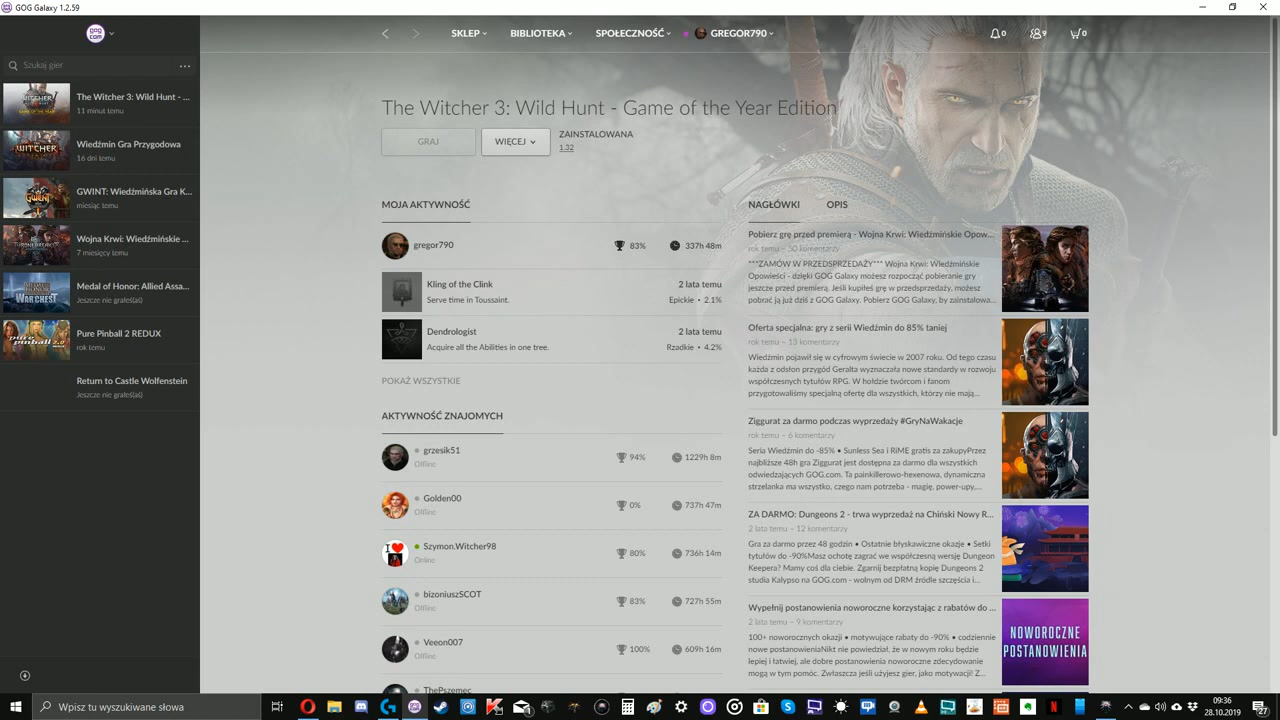 GOG Galaxy 1.2.59
gog
com
SKLEP
BIBLIOTEKA
SPOŁECZNOŚĆ
GREGOR790
0
9
0
Szukaj gier
The Witcher 3: Wild Hunt - ...
11 minut temu
Wiedźmin Gra Przygodowa
16 dni temu
GWINT: Wiedźmińska Gra K...
miesiąc temu
Wojna Krwi: Wiedźmińskie ...
7 miesięcy temu
Medal of Honor: Allied Assa...
Jeszcze nie grałeś(aś)
Pure Pinball 2 REDUX
rok temu
Return to Castle Wolfenstein
Jeszcze nie grałeś(aś)
The Witcher 3: Wild Hunt - Game of the Year Edition
GRAJ
WIĘCEJ
ZAINSTALOWANA
1.32
MOJA AKTYWNOŚĆ
gregor790
83%
337h 48m
Kling of the Clink
2 lata temu
Serve time in Toussaint.
Epickie • 2.1%
Dendrologist
2 lata temu
Acquire all the Abilities in one tree.
Rzadkie • 4.2%
POKAŻ WSZYSTKIE
AKTYWNOŚĆ ZNAJOMYCH
grzesik51
Offline
94%
1229h 8m
Golden00
Offline
0%
737h 47m
Szymon.Witcher98
Online
80%
736h 14m
bizoniuszSCOT
Offline
83%
727h 55m
Veeon007
Offline
100%
609h 16m
ThePszemec
NAGŁÓWKI
OPIS
Pobierz grę przed premierą - Wojna Krwi: Wiedźmińskie Opow...
rok temu – 50 komentarzy
***ZAMÓW W PRZEDSPRZEDAŻY*** Wojna Krwi: Wiedźmińskie
Opowieści - dzięki GOG Galaxy możesz rozpocząć pobieranie gry
jeszcze przed premierą. Jeśli kupiłeś grę w przedsprzedaży, możesz
pobrać ją już dziś z GOG Galaxy. Pobierz GOG Galaxy, by zainstalowa...
Oferta specjalna: gry z serii Wiedźmin do 85% taniej
rok temu – 13 komentarzy
Wiedźmin pojawił się w cyfrowym świecie w 2007 roku. Od tego czasu
każda z odsłon przygód Geralta wyznaczała nowe standardy w rozwoju
współczesnych tytułów RPG. W hołdzie twórcom i fanom
przygotowaliśmy specjalną ofertę dla wszystkich, którzy nie mają...
Ziggurat za darmo podczas wyprzedaży #GryNaWakacje
rok temu – 6 komentarzy
Seria Wiedźmin do -85% • Sunless Sea i RiME gratis za zakupyPrzez
najbliższe 48h gra Ziggurat jest dostępna za darmo dla wszystkich
odwiedzających GOG.com. Ta painkillerowo-hexenowa, dynamiczna
strzelanka ma wszystko, czego nam potrzeba - magię, power-upy,...
ZA DARMO: Dungeons 2 - trwa wyprzedaż na Chiński Nowy R...
2 lata temu – 12 komentarzy
Gra za darmo przez 48 godzin • Ostatnie błyskawiczne okazje • Setki
tytułów do -90%Masz ochotę zagrać we współczesną wersję Dungeon
Keepera? Mamy coś dla ciebie. Zgarnij bezpłatną kopię Dungeons 2
studia Kalypso na GOG.com - wolnym od DRM źródle szczęścia i...
Wypełnij postanowienia noworoczne korzystając z rabatów do ...
2 lata temu – 9 komentarzy
100+ noworocznych okazji • motywujące rabaty do -90% • codziennie
nowe postanowieniaNikt nie powiedział, że w nowym roku będzie
lepiej i łatwiej, ale dobre postanowienia noworoczne zdecydowanie
mogą w tym pomóc. Zwłaszcza jeśli użyjesz gier, jako motywacji! Z...
NOWOROCZNE
POSTANOWIENIA
Wpisz tu wyszukiwane słowa
09:36
28.10.2019